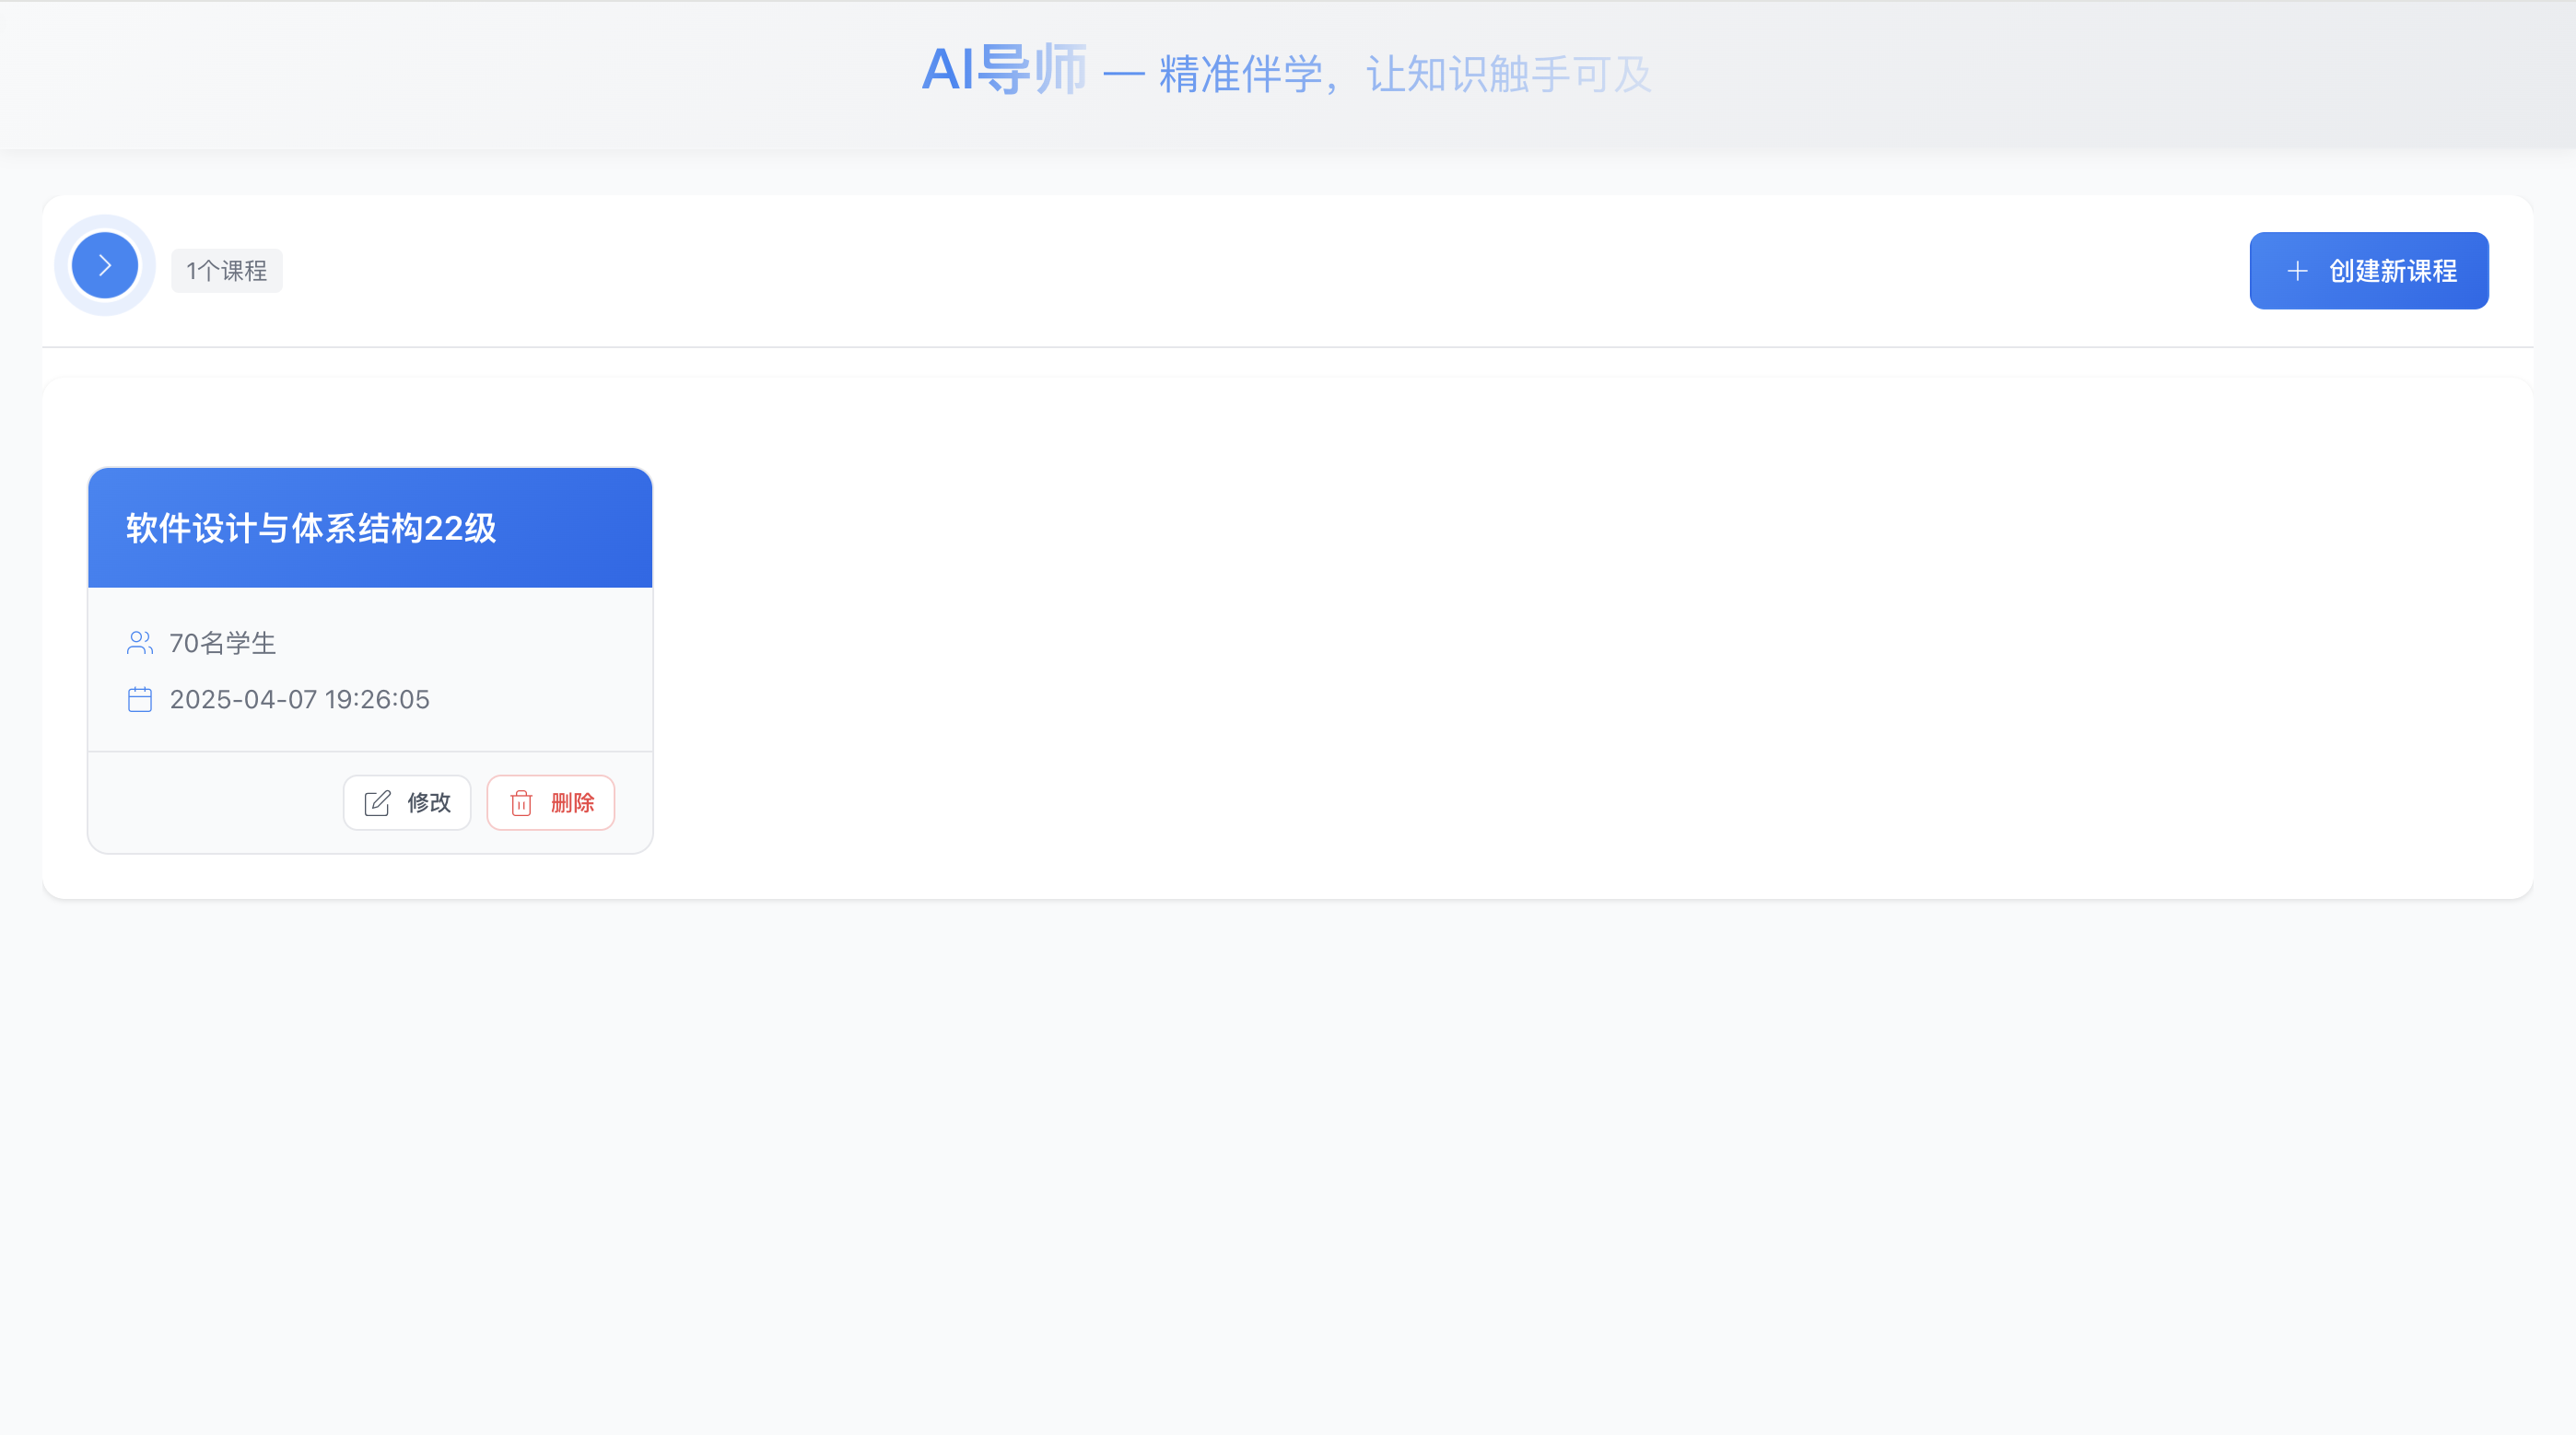 AI导师 — 精准伴学，让知识触手可及
1个课程
创建新课程
软件设计与体系结构22级
70名学生
2025-04-07 19:26:05
修改 删除